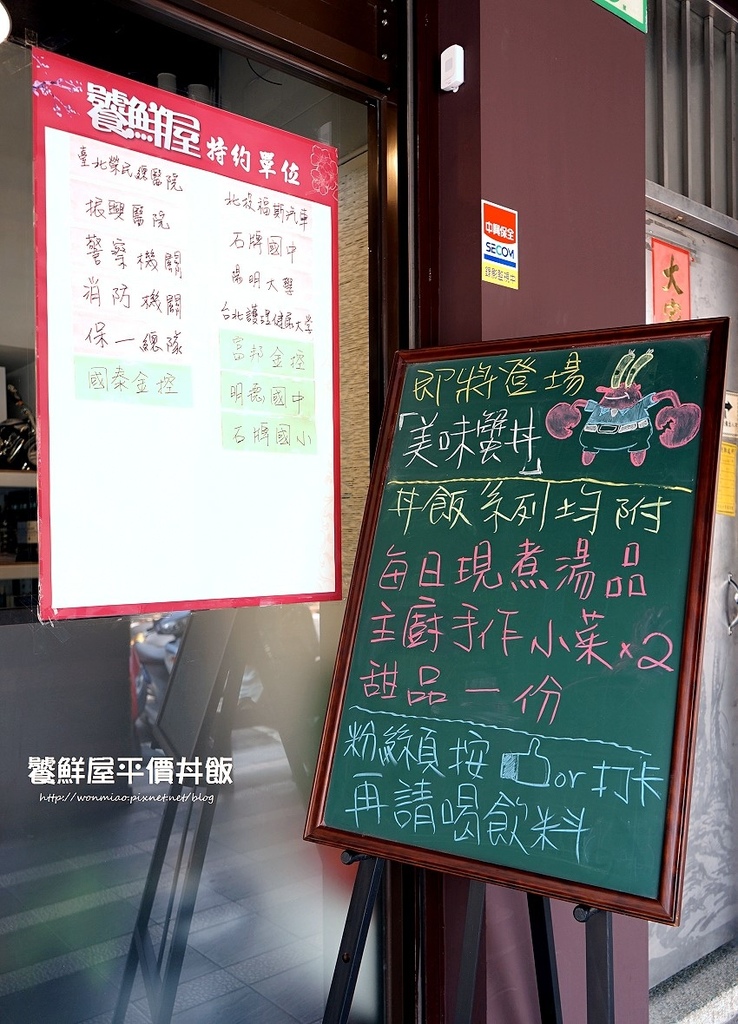 饕鮮屋 特約單位
臺北榮民總醫院
振興醫院
警察機關
消防機關
保一總隊
國泰金控
北投福斯汽車
石牌國中
陽明大學
台北護理健康大學
富邦金控
明德國中
石牌國小
中興保全
SECOM
錄影監視中
大
即將登場
「美味蟹丼」
丼飯系列均附
每日現煮湯品
主廚手作小菜×2
甜品一份
粉絲頁按 or 打卡
再請喝飲料
饕鮮屋平價丼飯
http://wonmiao.pixnet.net/blog